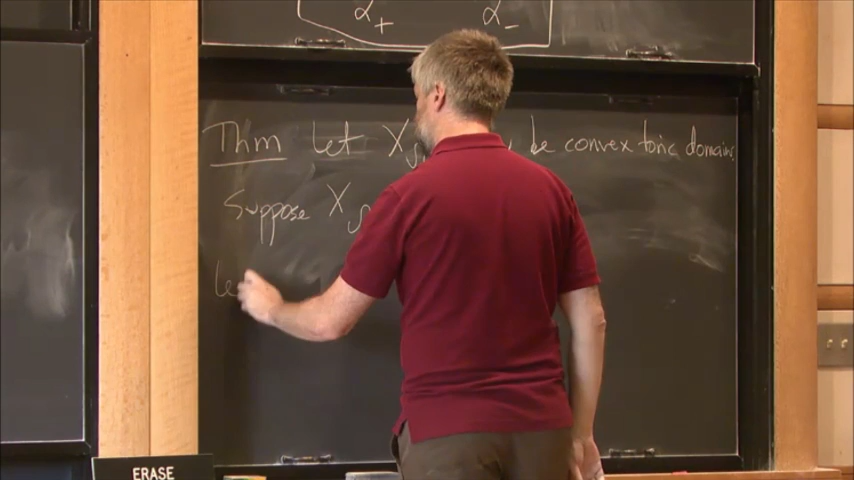 α₊ α₋
Thm Let X be convex toric domains
Suppose X
Le
ERASE